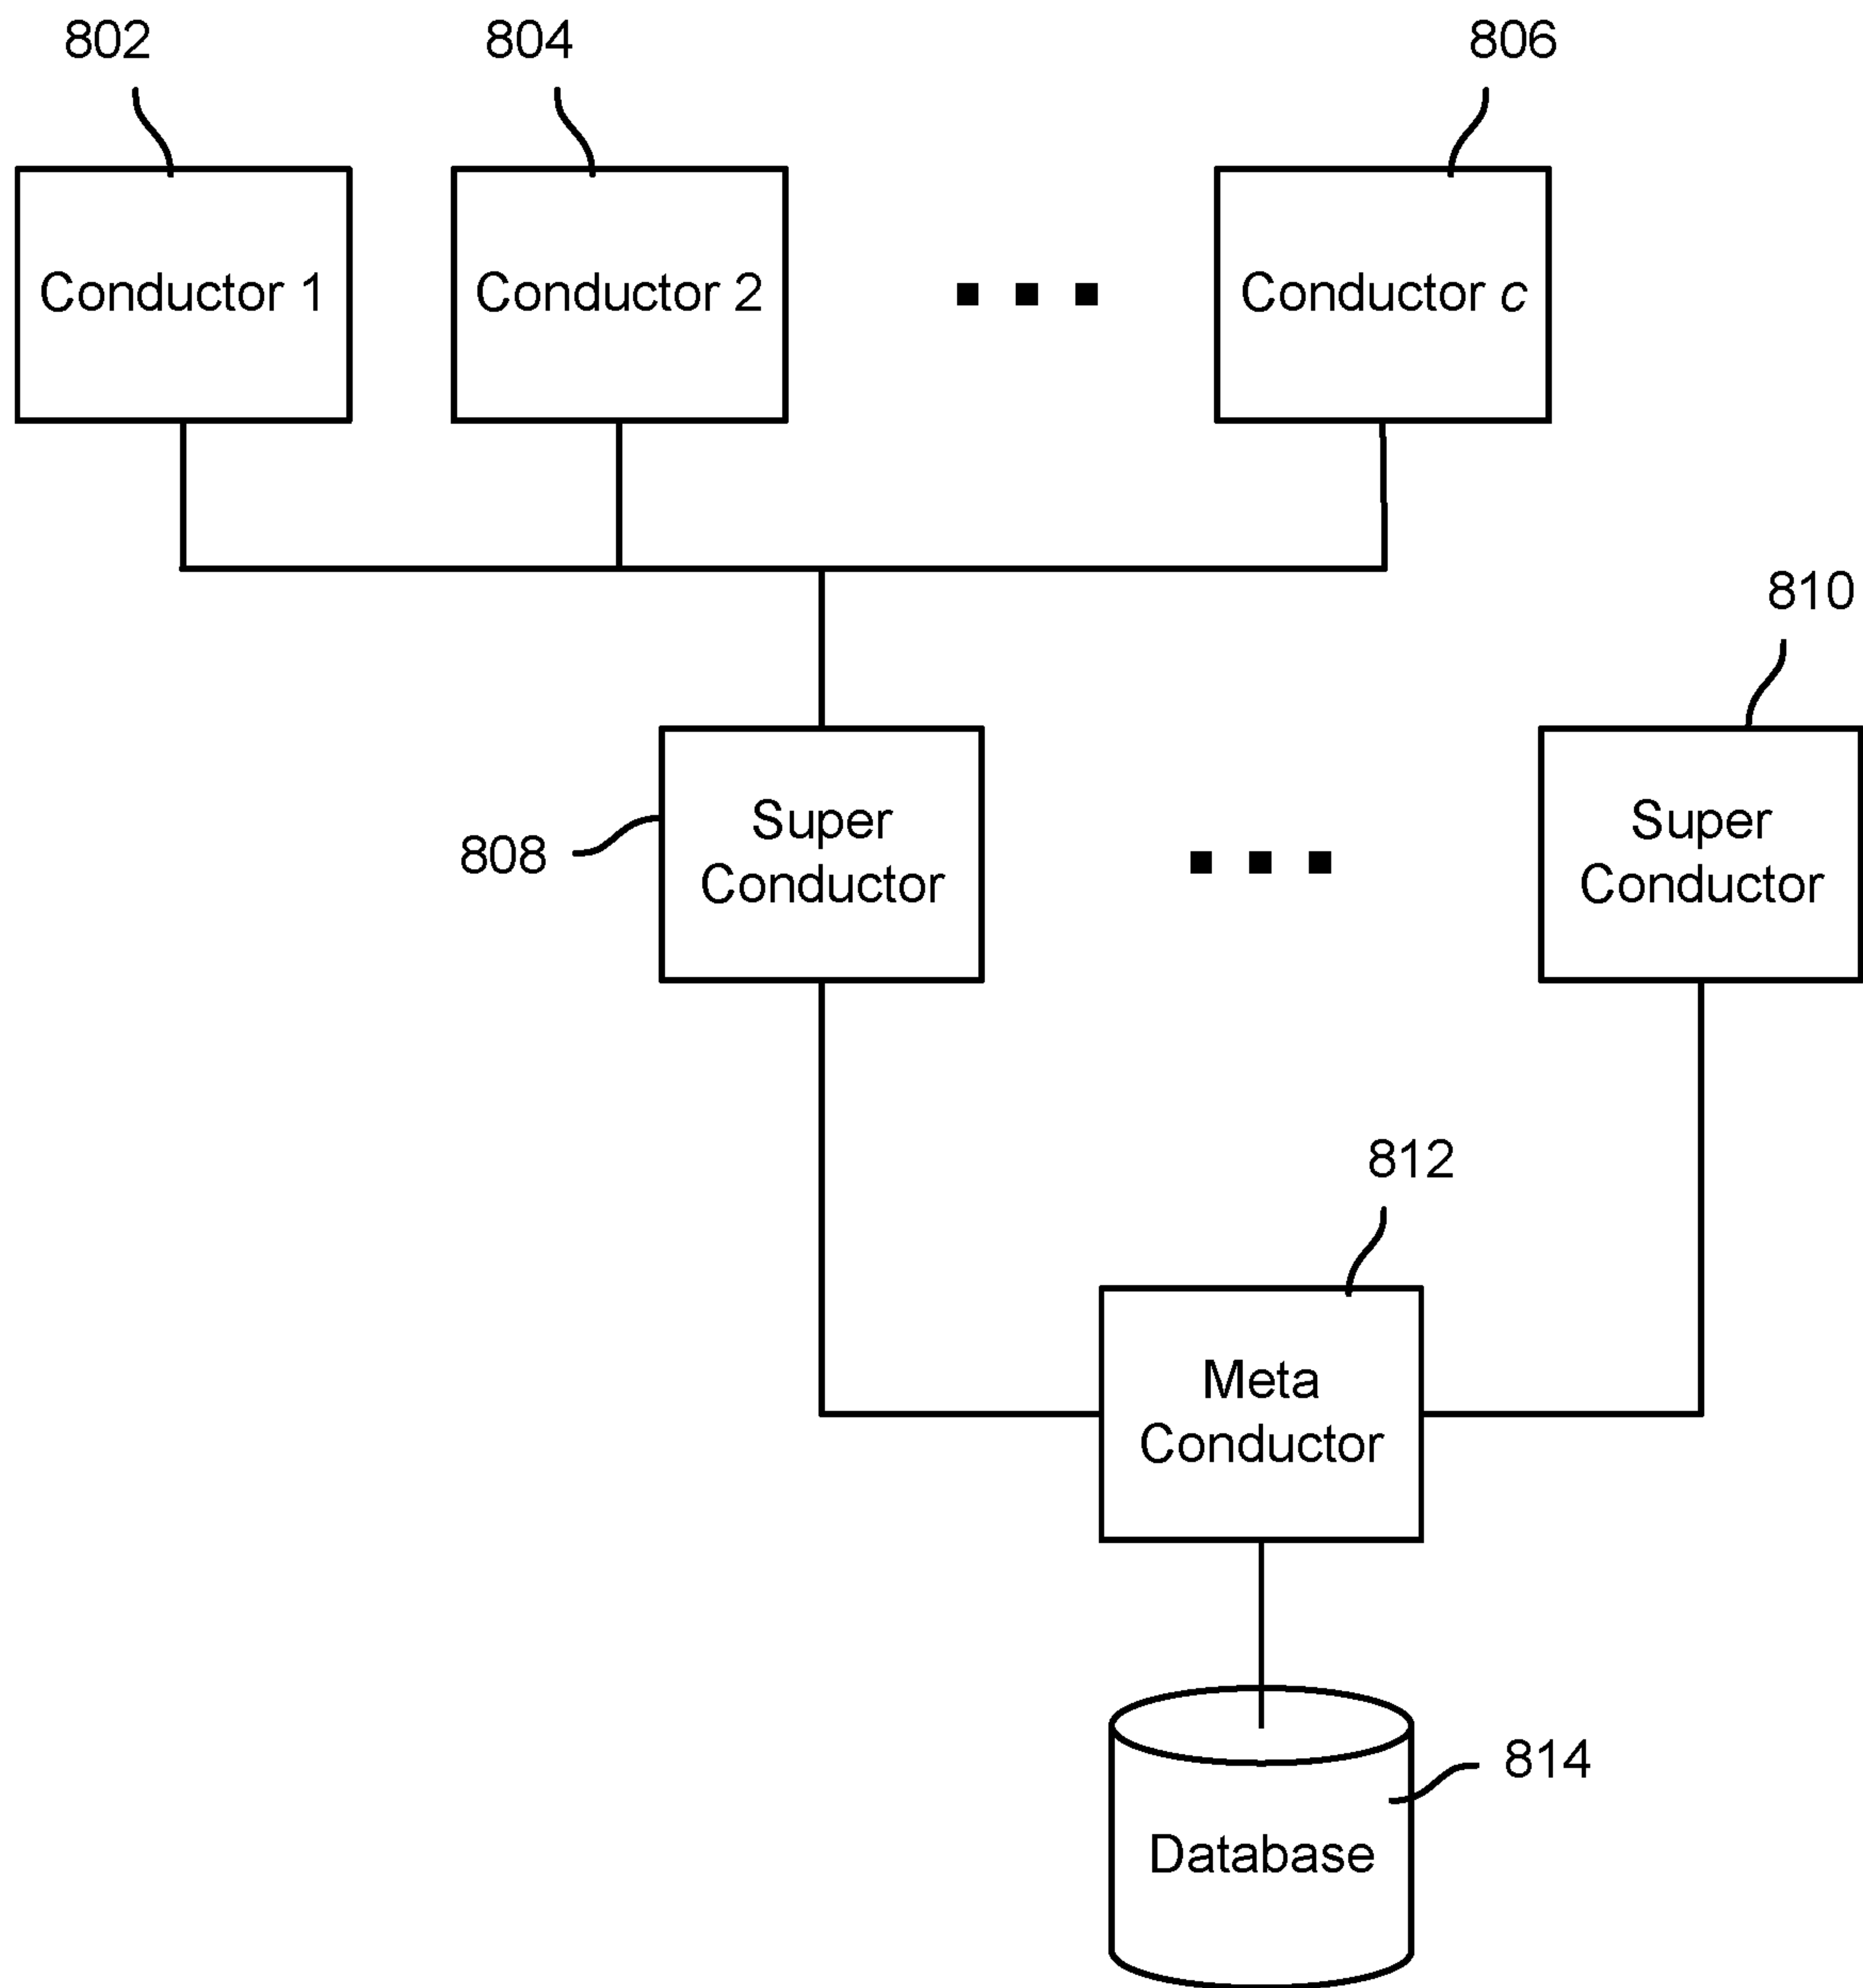 802
804
806
Conductor 1
Conductor 2
Conductor c
810
808
Super
Conductor
Super
Conductor
812
Meta
Conductor
814
Database